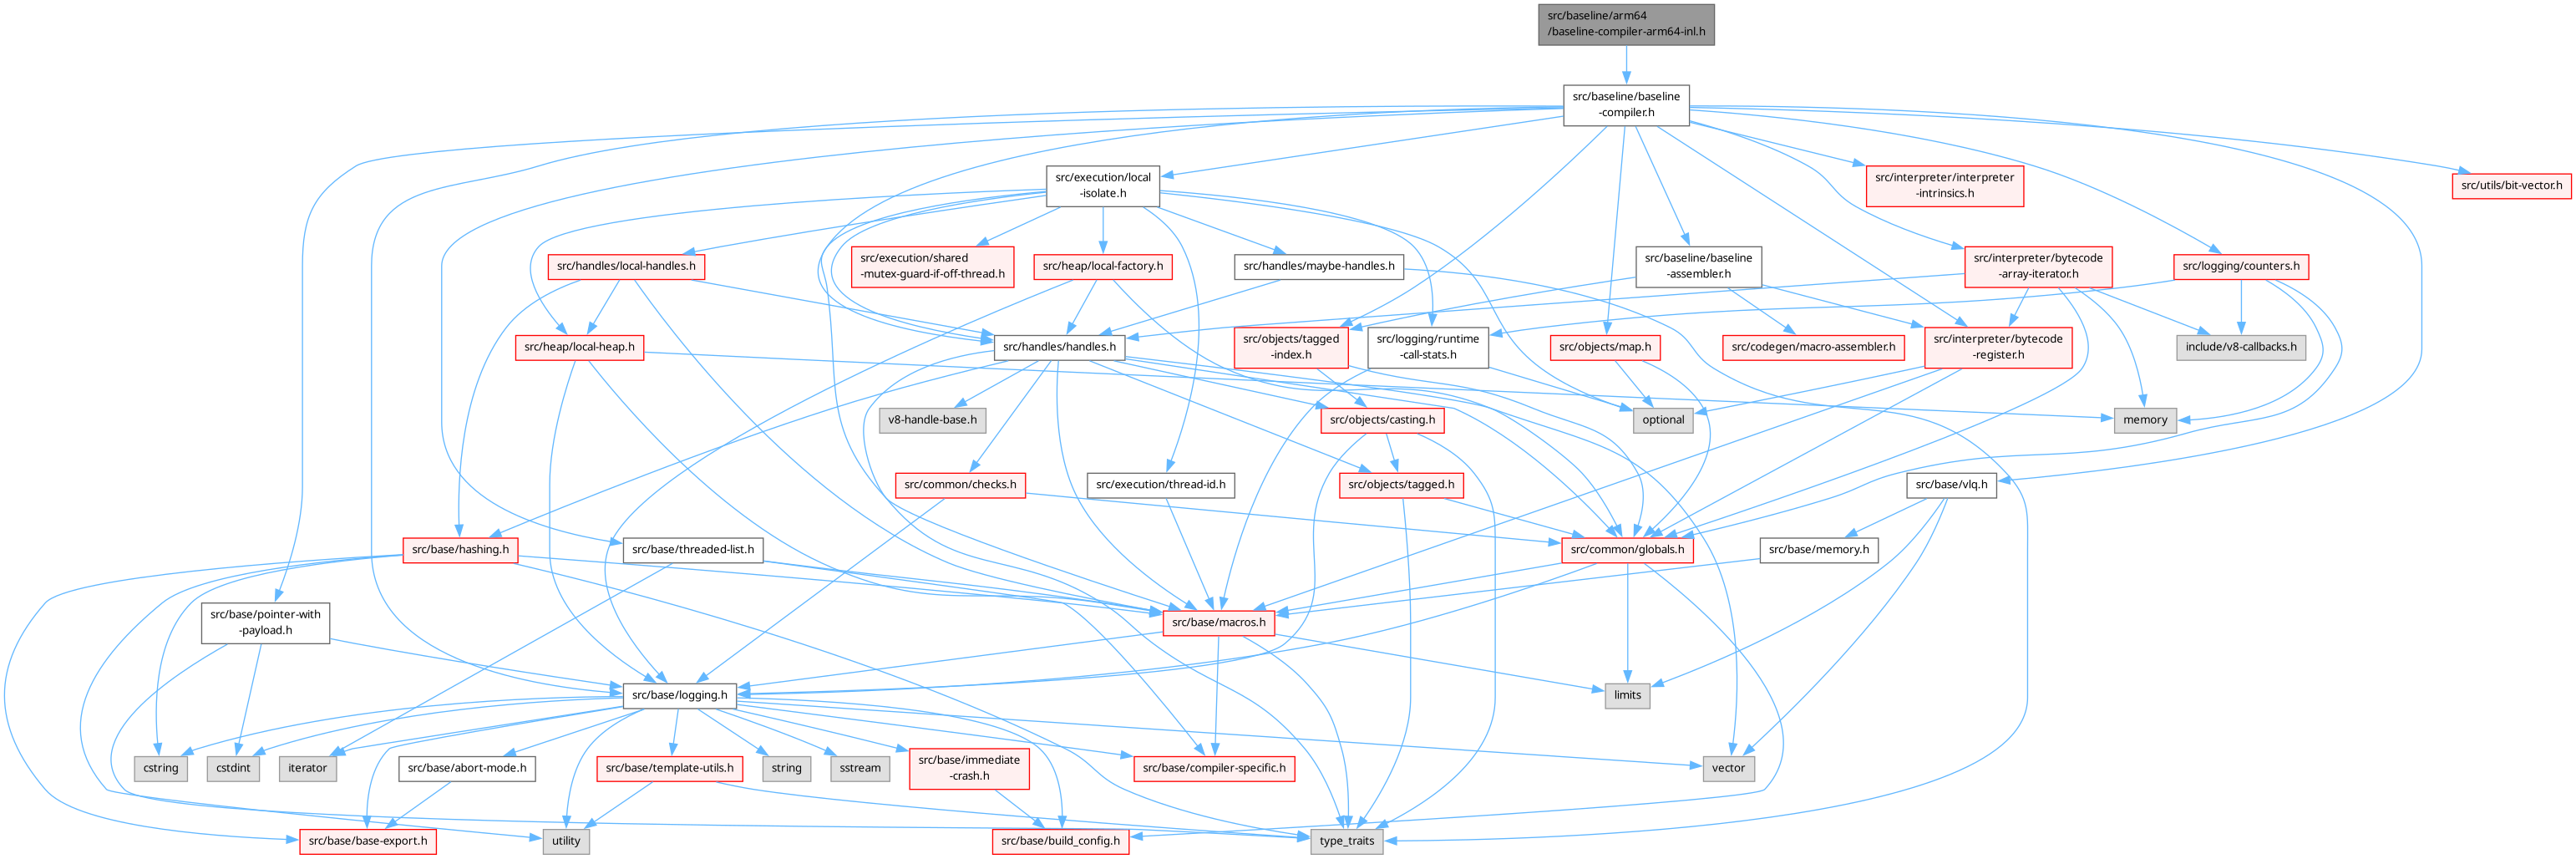 src/baseline/arm64
/baseline-compiler-arm64-inl.h
src/baseline/baseline
-compiler.h
src/execution/local
-isolate.h
src/interpreter/interpreter
-intrinsics.h
src/utils/bit-vector.h
src/handles/local-handles.h
src/execution/shared
-mutex-guard-if-off-thread.h
src/heap/local-factory.h
src/handles/maybe-handles.h
src/baseline/baseline
-assembler.h
src/interpreter/bytecode
-array-iterator.h
src/logging/counters.h
src/heap/local-heap.h
src/handles/handles.h
src/objects/tagged
-index.h
src/logging/runtime
-call-stats.h
src/objects/map.h
src/codegen/macro-assembler.h
src/interpreter/bytecode
-register.h
include/v8-callbacks.h
v8-handle-base.h
src/objects/casting.h
optional
memory
src/common/checks.h
src/execution/thread-id.h
src/objects/tagged.h
src/base/vlq.h
src/base/hashing.h
src/base/threaded-list.h
src/common/globals.h
src/base/memory.h
src/base/pointer-with
-payload.h
src/base/macros.h
src/base/logging.h
limits
cstring
cstdint
iterator
src/base/abort-mode.h
src/base/template-utils.h
string
sstream
src/base/immediate
-crash.h
src/base/compiler-specific.h
vector
src/base/base-export.h
utility
src/base/build_config.h
type_traits